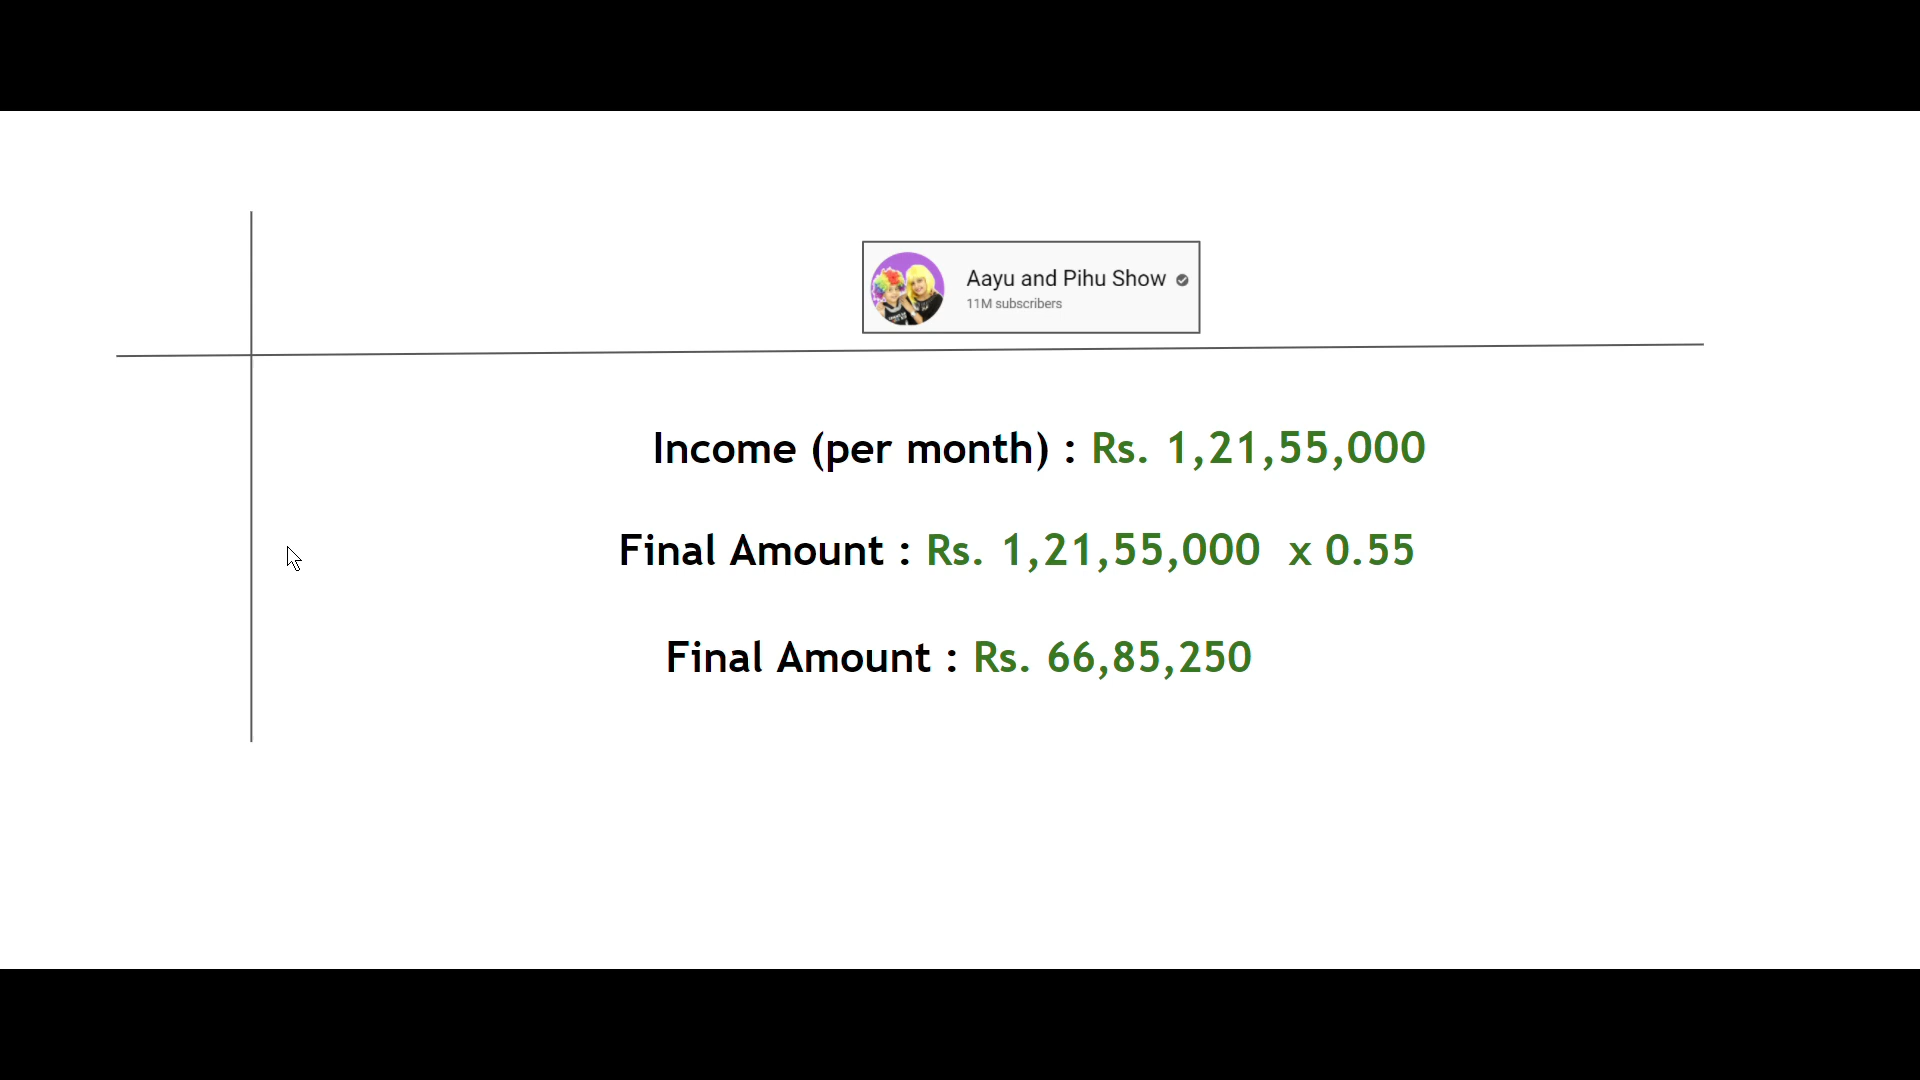 Aayu and Pihu Show
11M subscribers
Income (per month) : Rs. 1,21,55,000
Final Amount : Rs. 1,21,55,000 x 0.55
Final Amount : Rs. 66,85,250